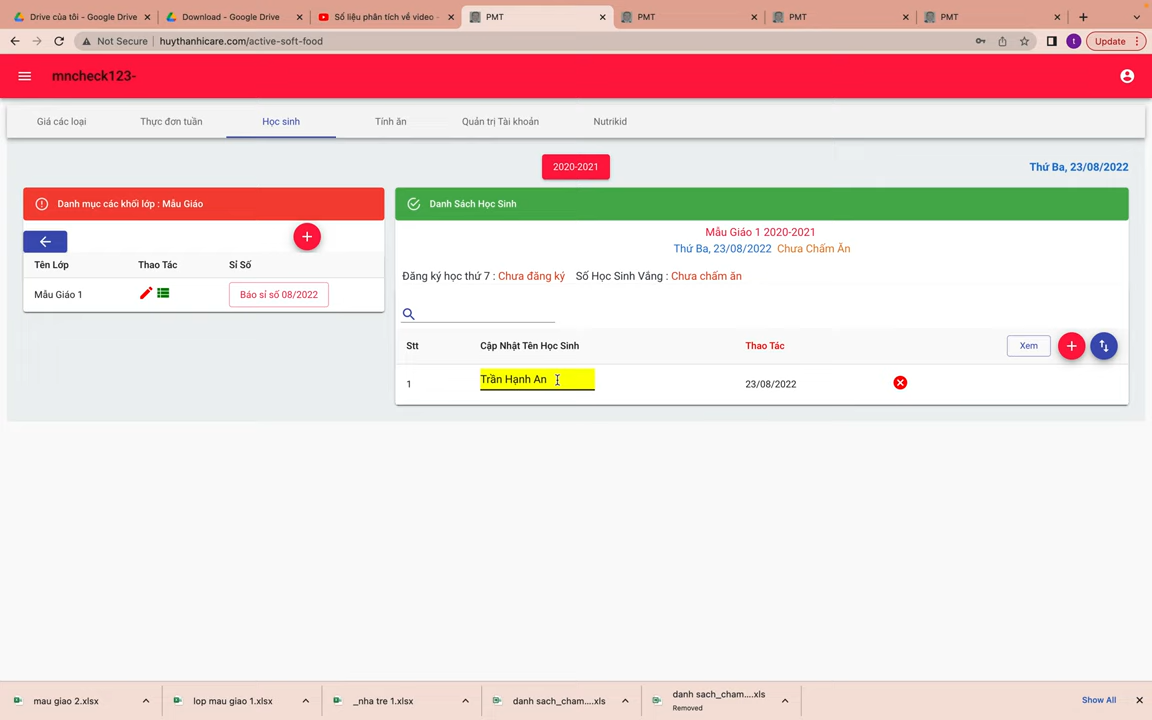 Drive của tôi - Google Drive
Download - Google Drive
Số liệu phân tích về video -
PMT
PMT
PMT
PMT
Not Secure
huythanhicare.com/active-soft-food
t
Update
mncheck123-
Giá các loại
Thực đơn tuần
Học sinh
Tính ăn
Quản trị Tài khoản
Nutrikid
2020-2021
Thứ Ba, 23/08/2022
Danh mục các khối lớp : Mẫu Giáo
Danh Sách Học Sinh
Mẫu Giáo 1 2020-2021
Thứ Ba, 23/08/2022 Chưa Chấm Ăn
Tên Lớp
Thao Tác
Sỉ Số
Đăng ký học thứ 7 : Chưa đăng ký Số Học Sinh Vắng : Chưa chấm ăn
Mẫu Giáo 1
Báo sỉ số 08/2022
Stt
Cập Nhật Tên Học Sinh
Thao Tác
Xem
1
Trần Hạnh An
23/08/2022
mau giao 2.xlsx
lop mau giao 1.xlsx
_nha tre 1.xlsx
danh sach_cham....xls
danh sach_cham....xls
Removed
Show All